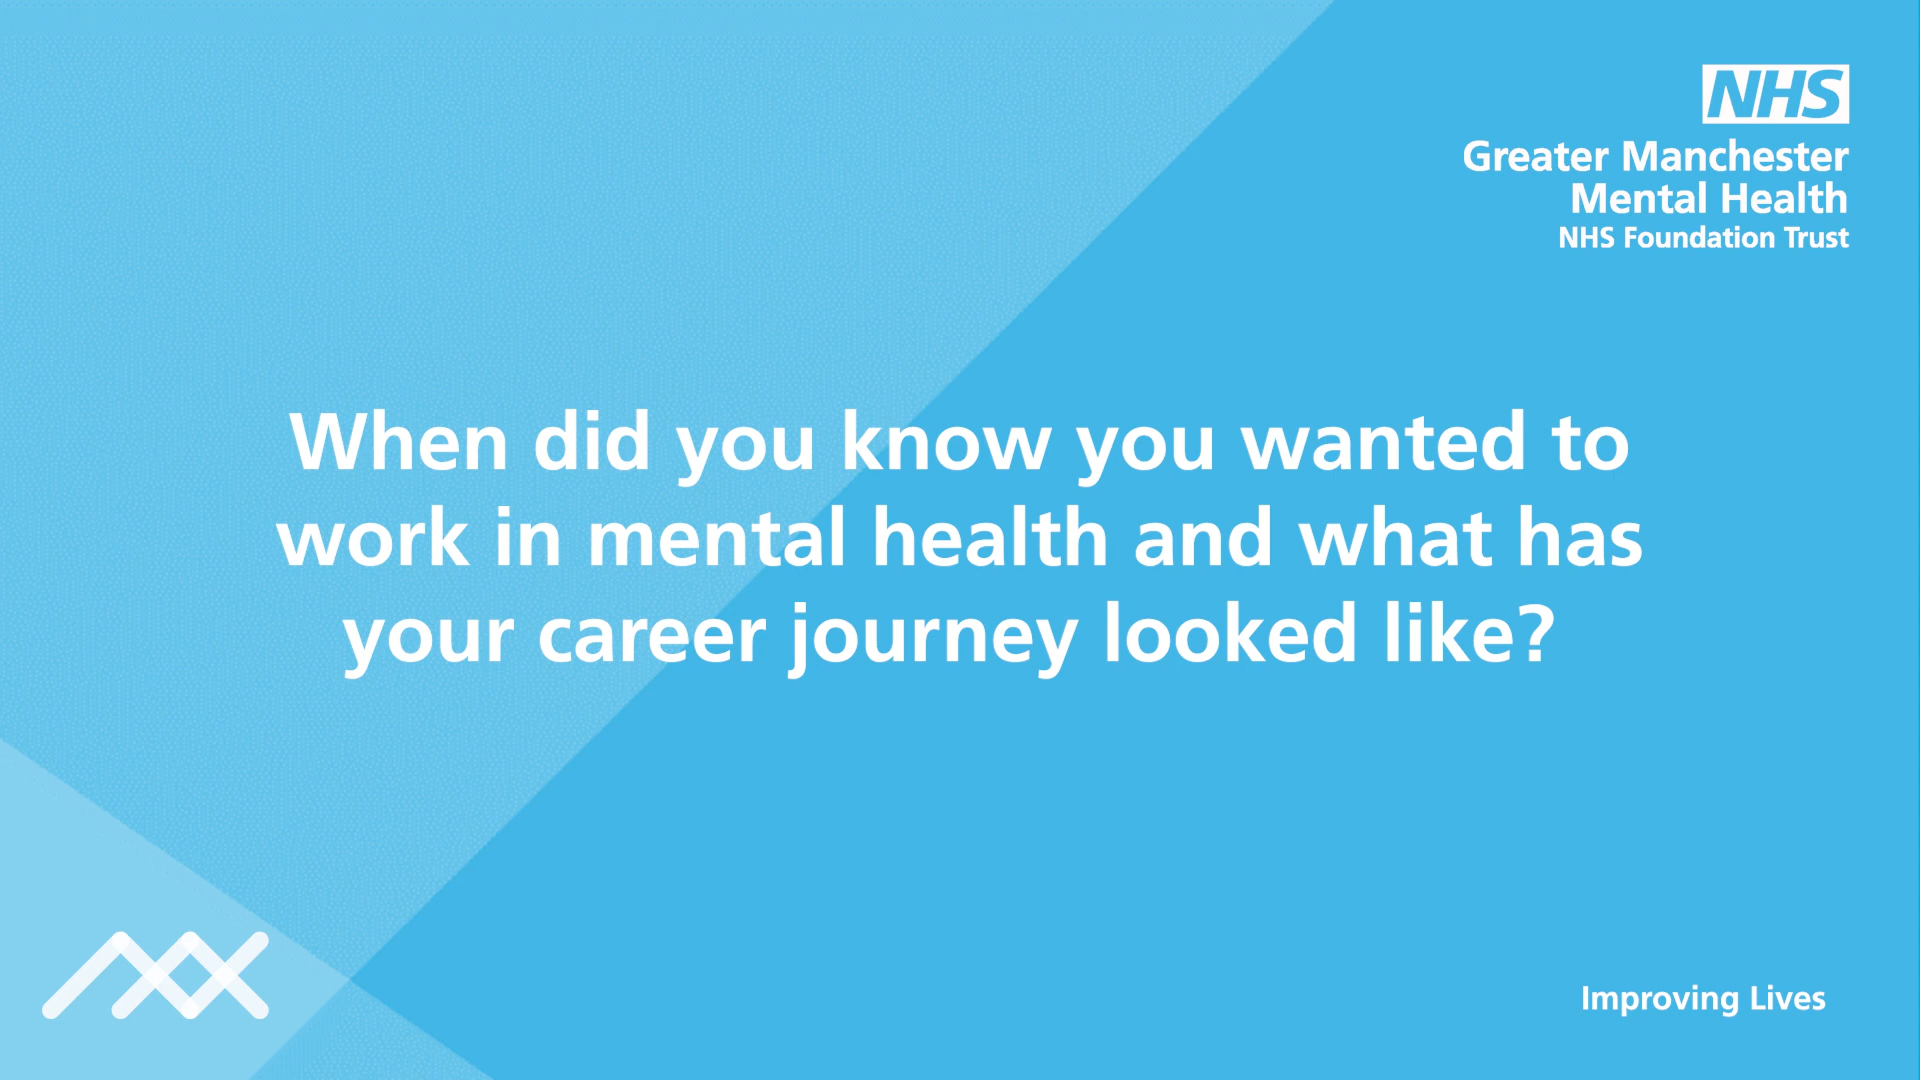 NHS
Greater Manchester
Mental Health
NHS Foundation Trust
When did you know you wanted to
work in mental health and what has
your career journey looked like?
Improving Lives